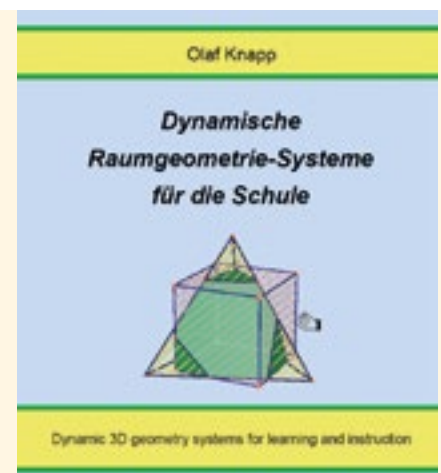 Olaf Knapp
Dynamische
Raumgeometrie-Systeme
für die Schule
Dynamic 3D geometry systems for learning and instruction